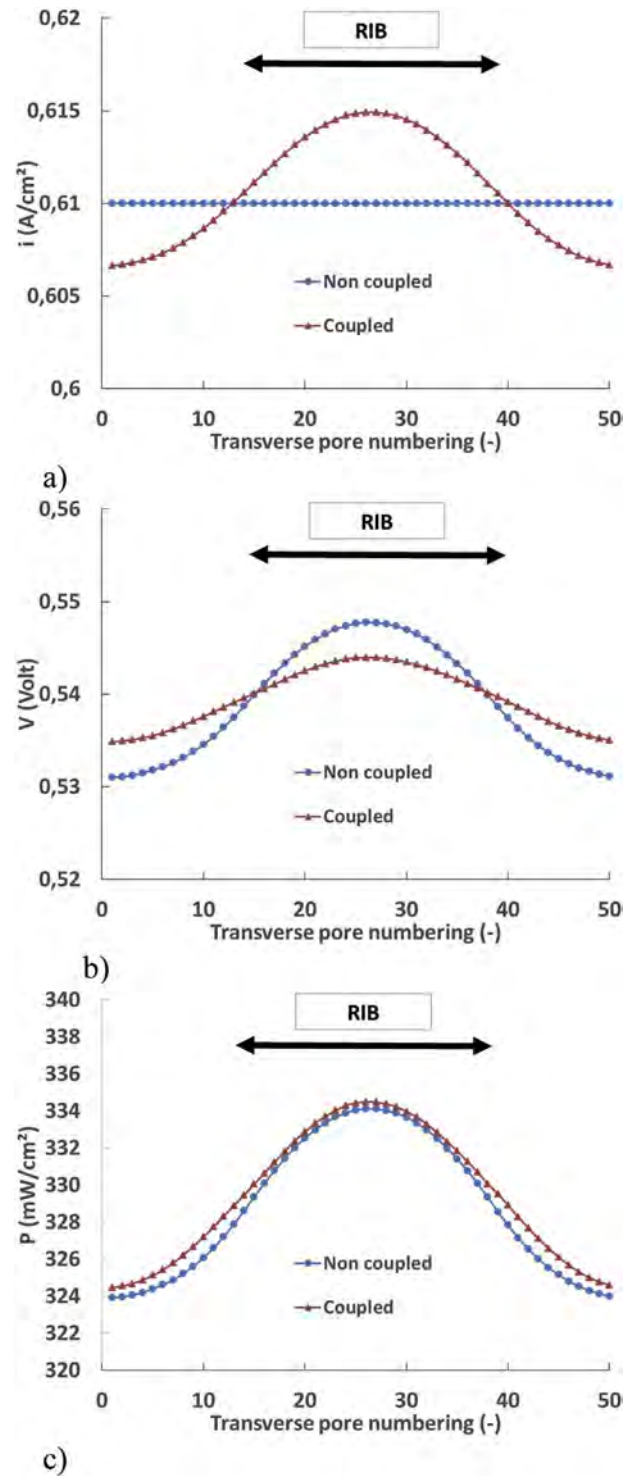 0,62
RIB
0,615
0,61
i (A/cm²)
0,605
Non coupled
Coupled
0,6
0 10 20 30 40 50
Transverse pore numbering (-)
a)
0,56
RIB
0,55
0,54
V (Volt)
0,53
Non coupled
Coupled
0,52
0 10 20 30 40 50
Transverse pore numbering (-)
b)
340
RIB
338
336
334
332
330
P (mW/cm²)
328
326
Non coupled
324
Coupled
322
320
0 10 20 30 40 50
Transverse pore numbering (-)
c)